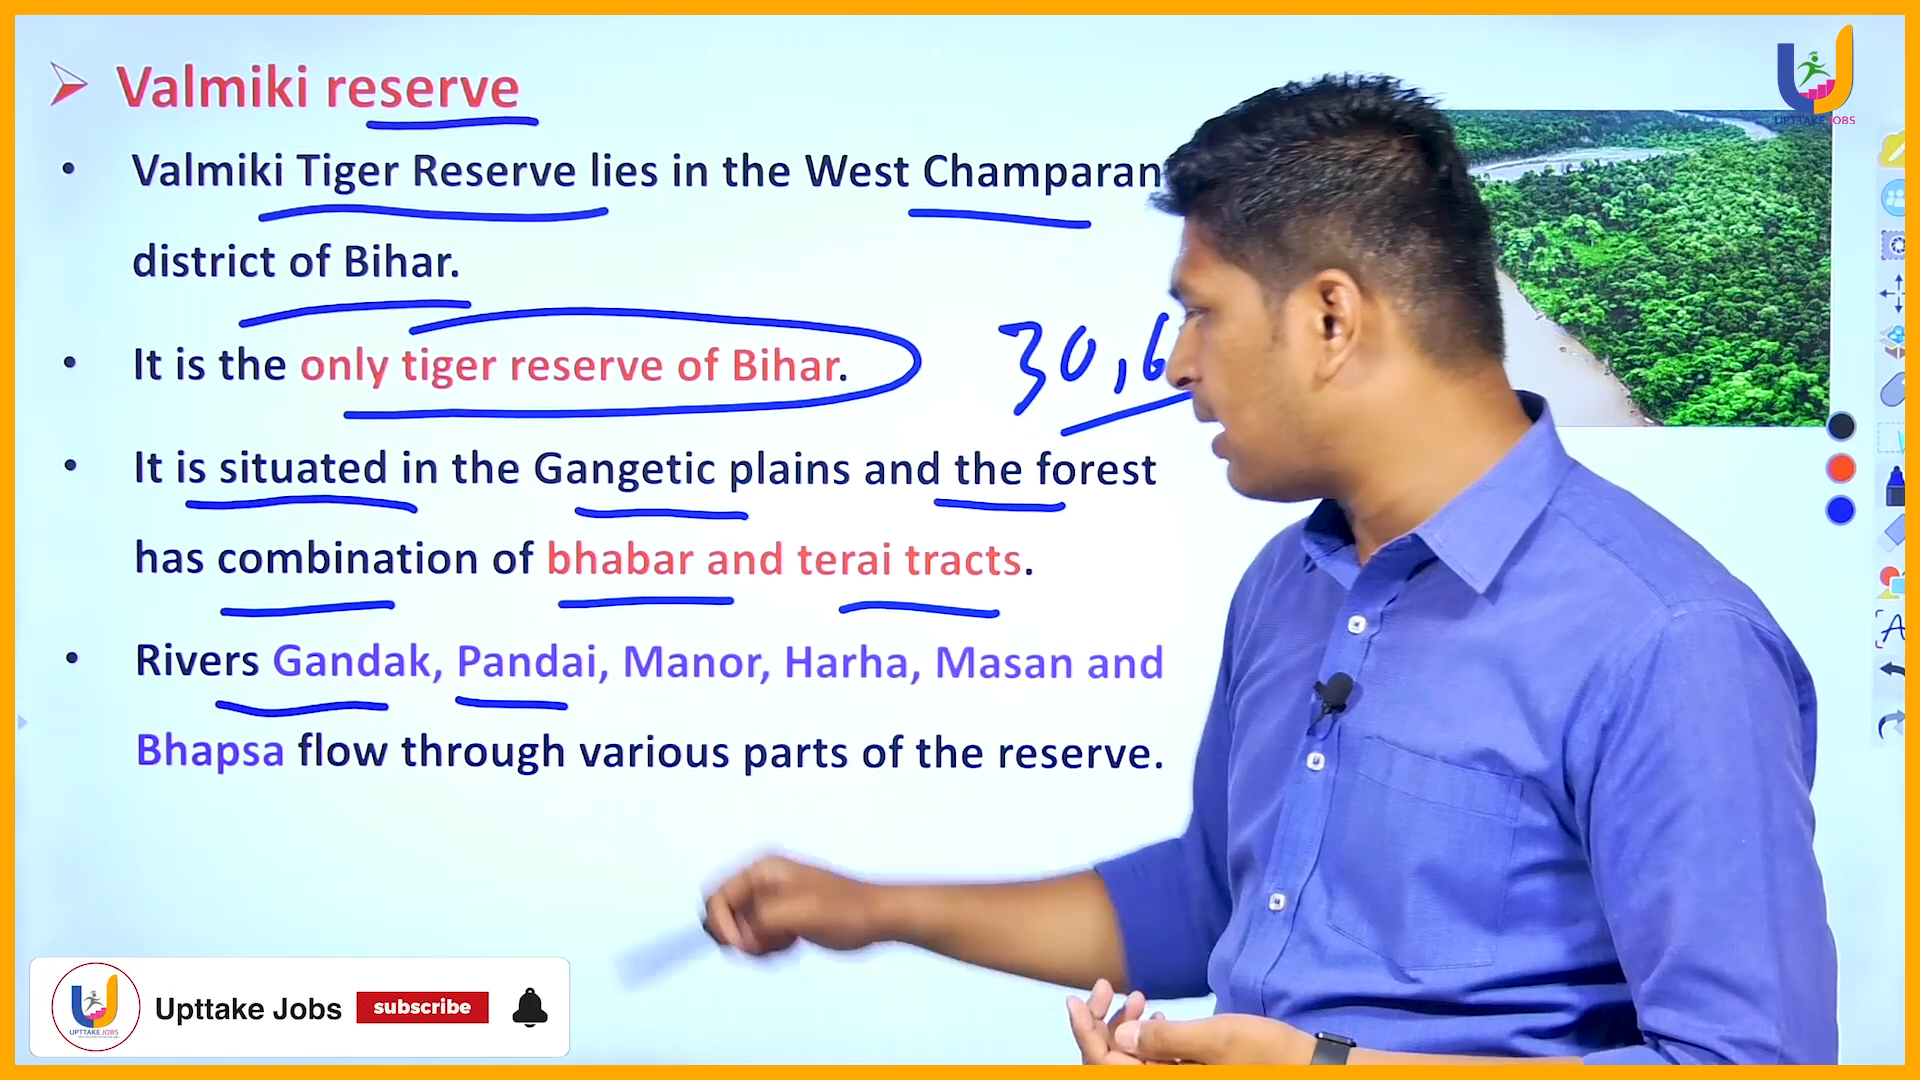 Valmiki reserve
UPTTAKE JOBS
• Valmiki Tiger Reserve lies in the West Champaran
district of Bihar.
• It is the only tiger reserve of Bihar.
30,6
• It is situated in the Gangetic plains and the forest
has combination of bhabar and terai tracts.
• Rivers Gandak, Pandai, Manor, Harha, Masan and
Bhapsa flow through various parts of the reserve.
UPTTAKE JOBS
Upttake Jobs subscribe